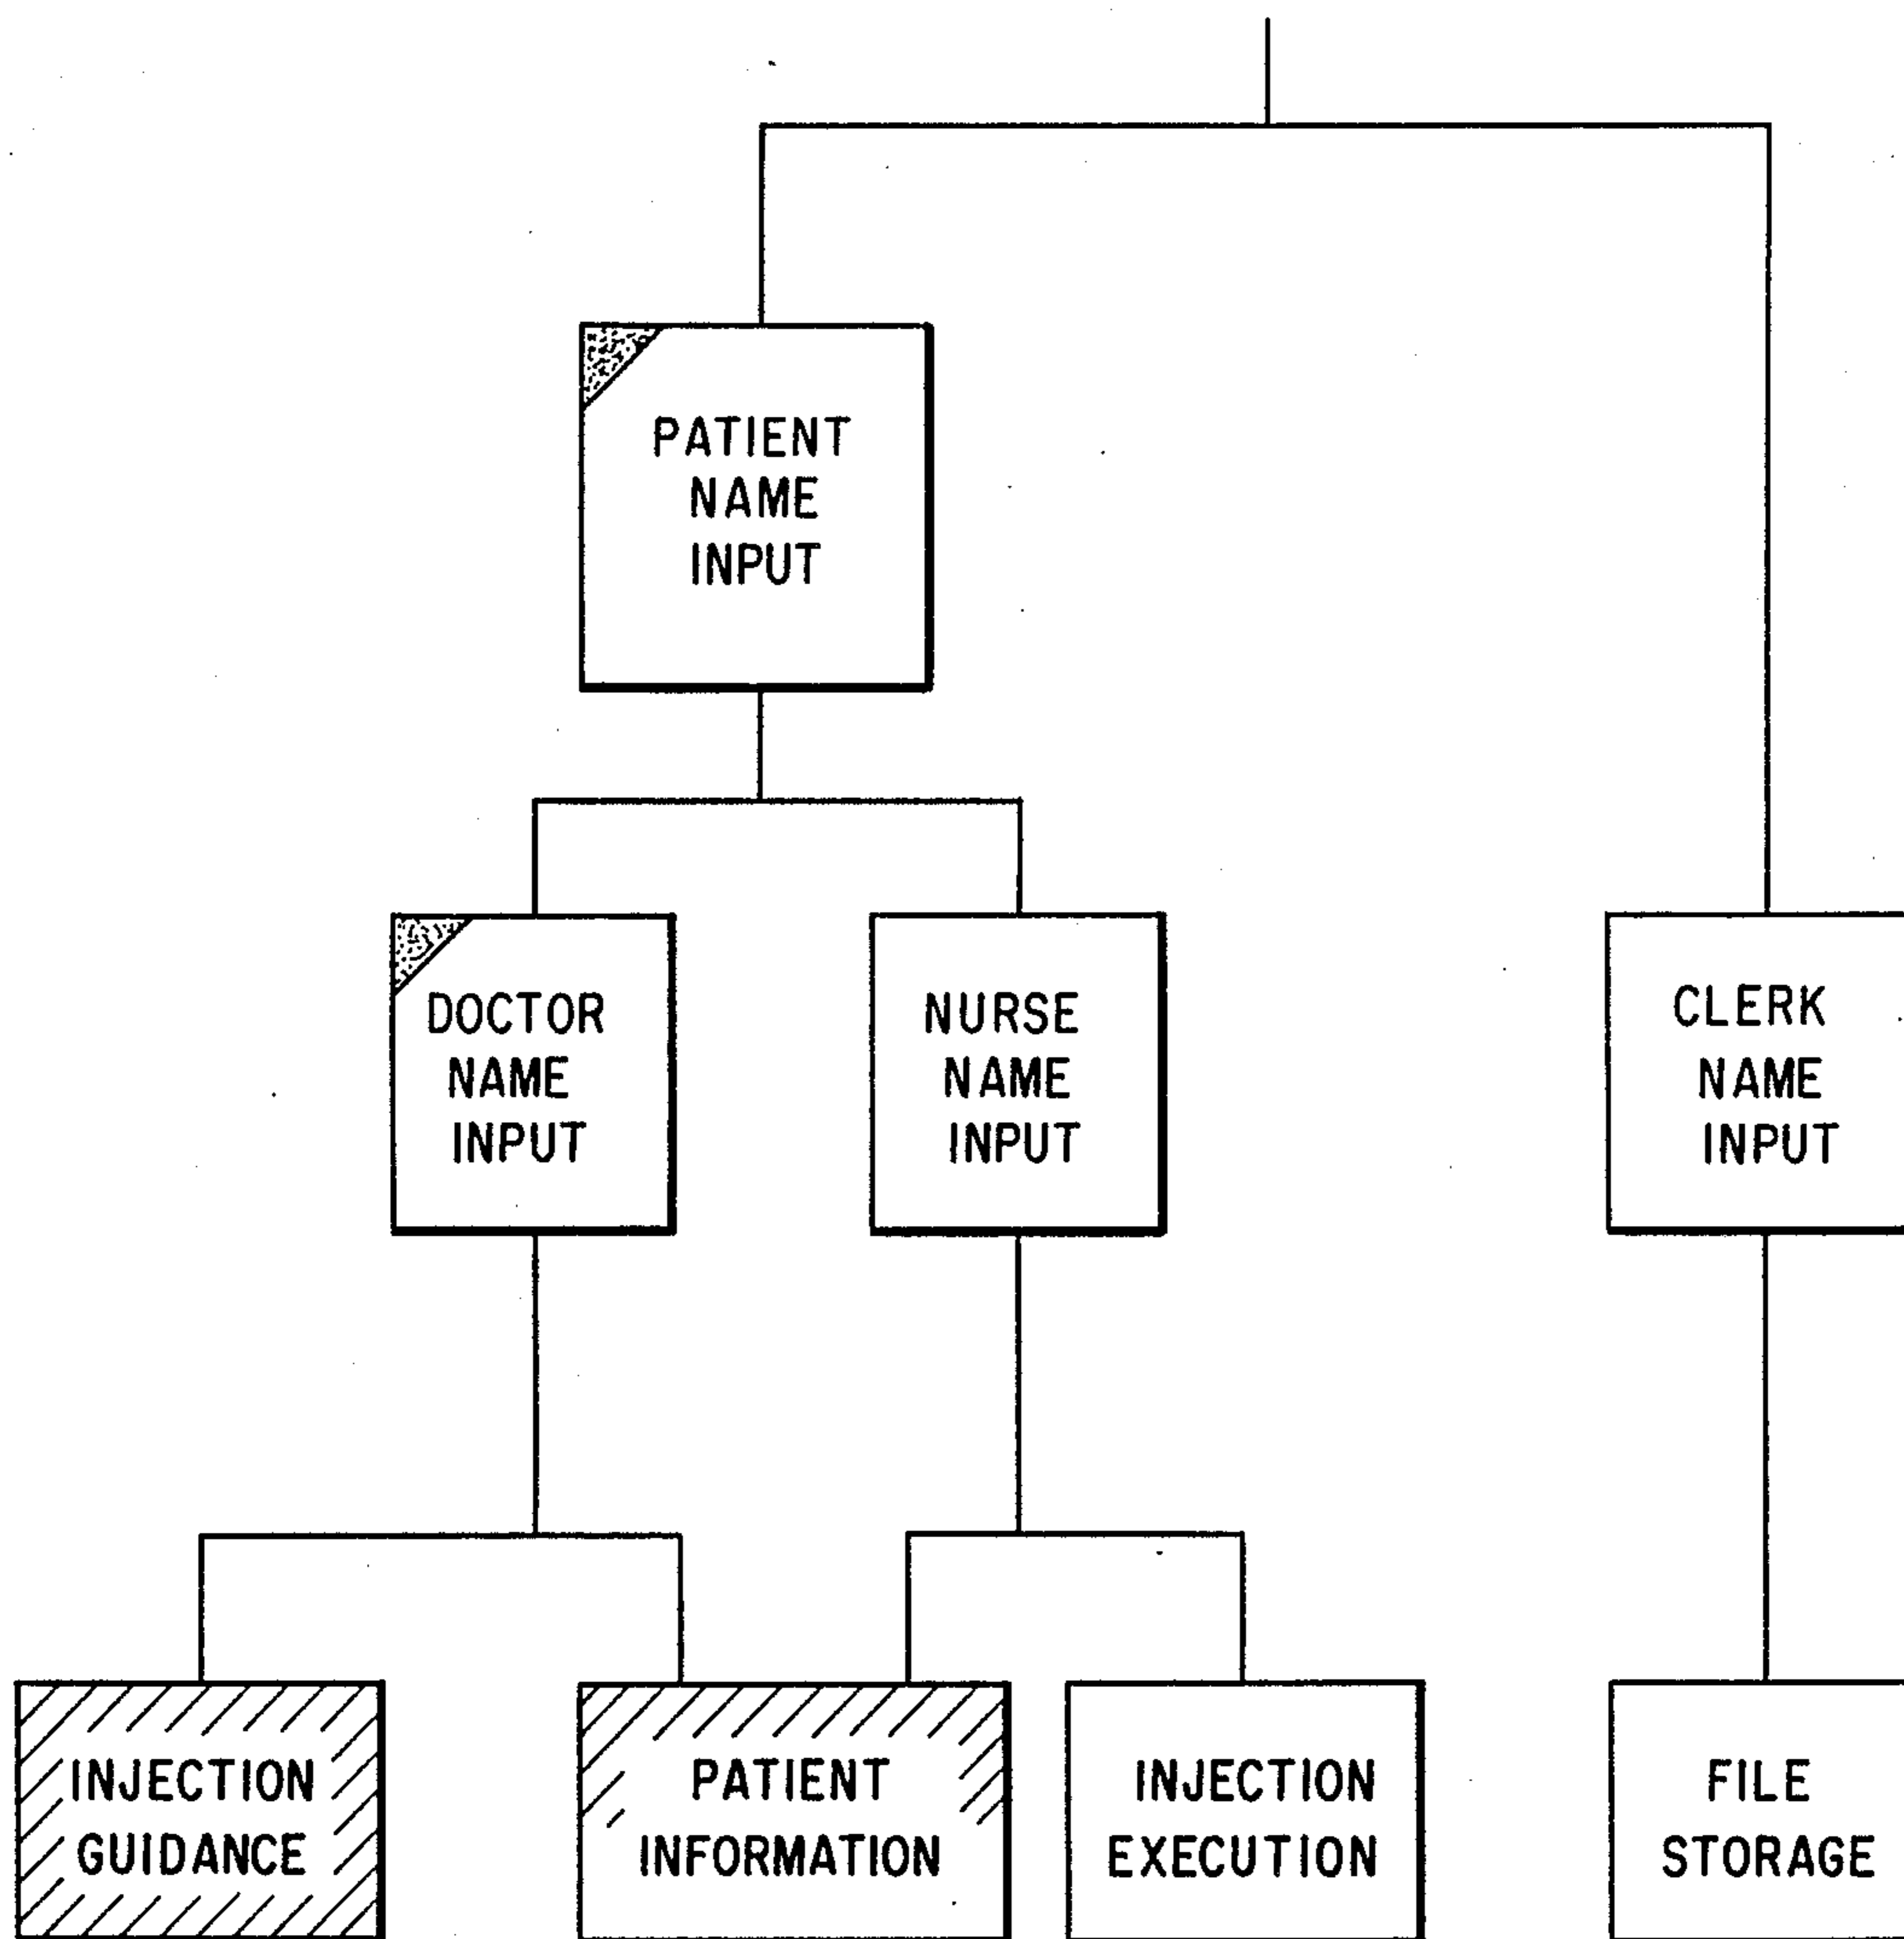 PATIENT
NAME
INPUT
DOCTOR
NAME
INPUT
NURSE
NAME
INPUT
CLERK
NAME
INPUT
INJECTION
GUIDANCE
PATIENT
INFORMATION
INJECTION
EXECUTION
FILE
STORAGE